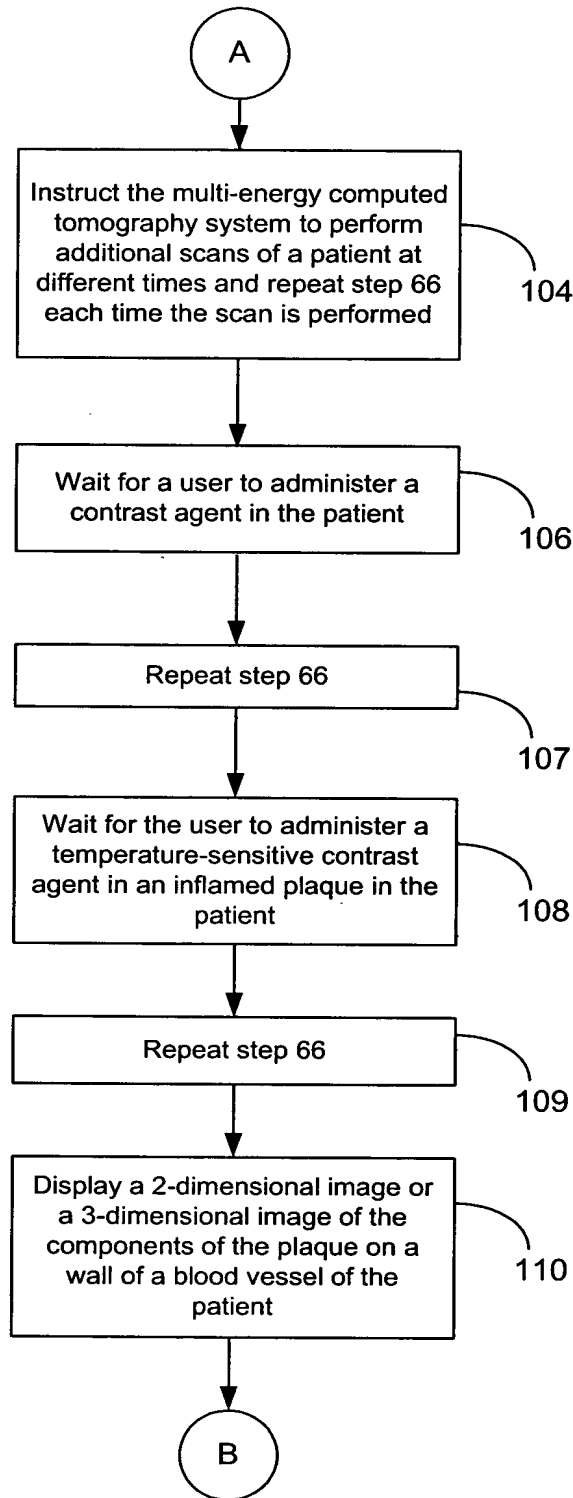 A
Instruct the multi-energy computed
tomography system to perform
additional scans of a patient at
different times and repeat step 66
each time the scan is performed
104
Wait for a user to administer a
contrast agent in the patient
106
Repeat step 66
107
Wait for the user to administer a
temperature-sensitive contrast
agent in an inflamed plaque in the
patient
108
Repeat step 66
109
Display a 2-dimensional image or
a 3-dimensional image of the
components of the plaque on a
wall of a blood vessel of the
patient
110
B